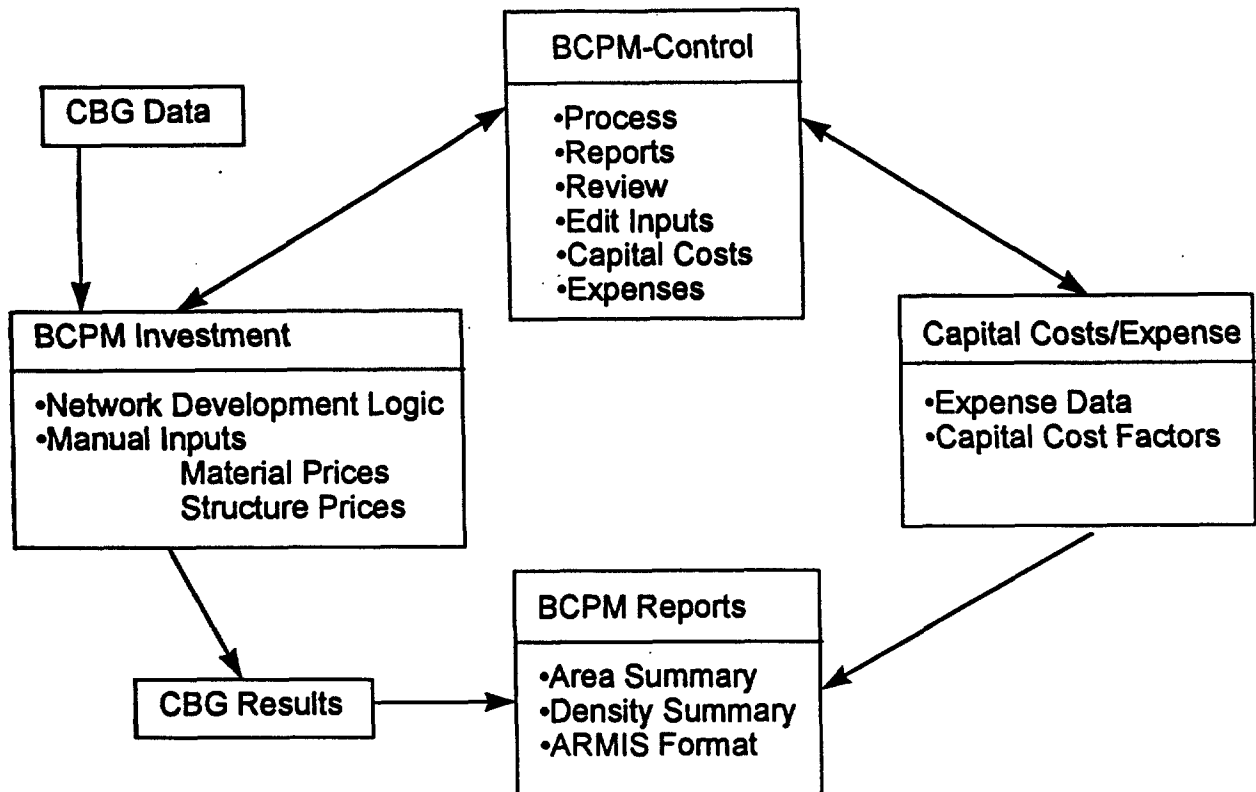 BCPM-Control
•Process
•Reports
•Review
•Edit Inputs
•Capital Costs
•Expenses
CBG Data
BCPM Investment
•Network Development Logic
•Manual Inputs
Material Prices
Structure Prices
Capital Costs/Expense
•Expense Data
•Capital Cost Factors
CBG Results
BCPM Reports
•Area Summary
•Density Summary
•ARMIS Format